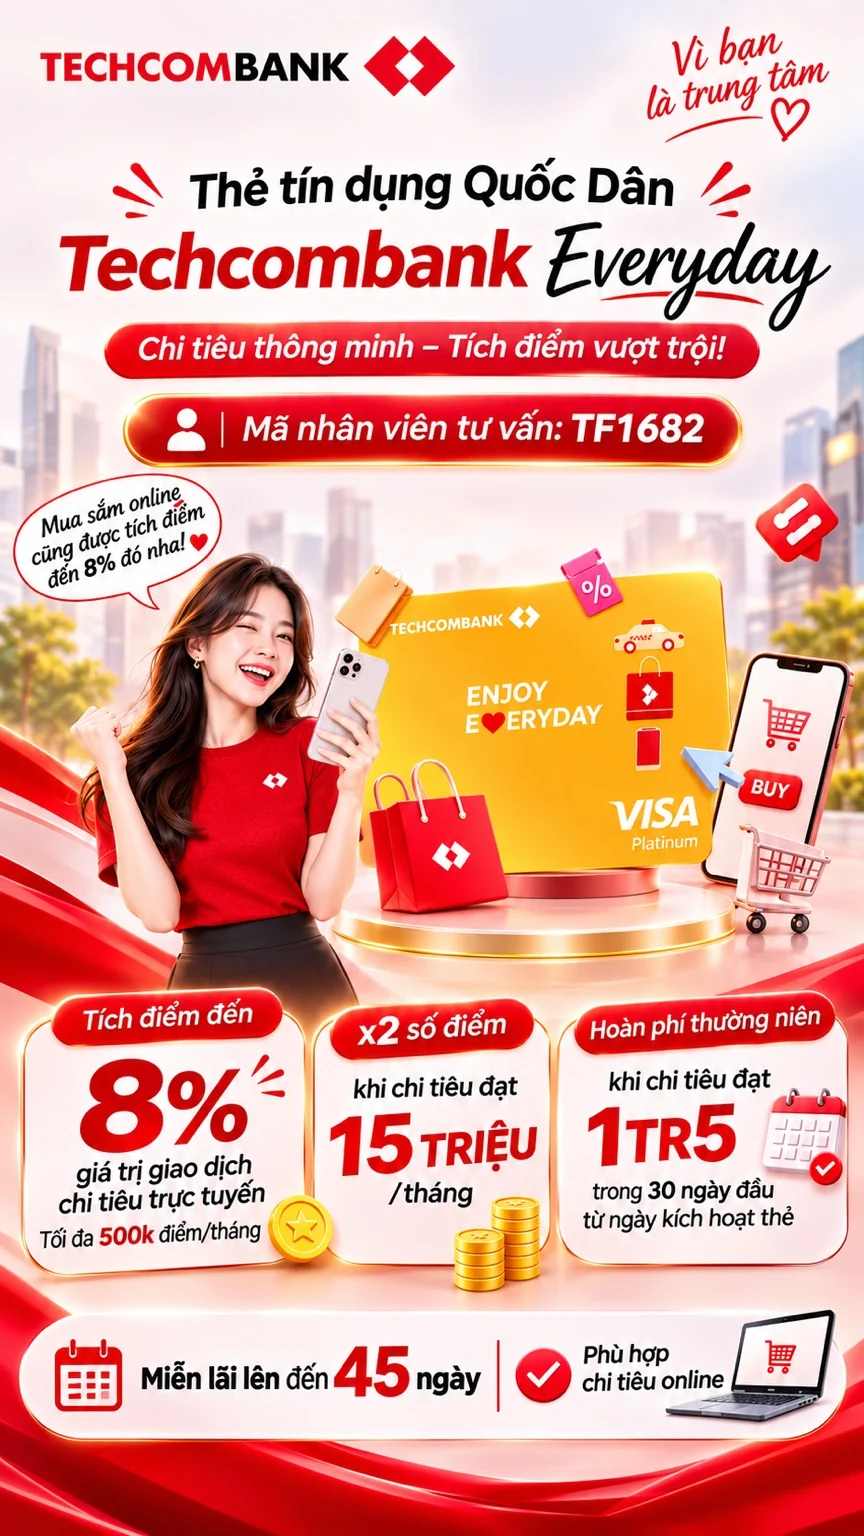 TECHCOMBANK
Vì bạn
là trung tâm
Thẻ tín dụng Quốc Dân
Techcombank Everyday
Chi tiêu thông minh – Tích điểm vượt trội!
Mã nhân viên tư vấn: TF1682
Mua sắm online
cũng được tích điểm
đến 8% đó nha!
TECHCOMBANK
ENJOY
E♥ERYDAY
VISA
Platinum
%
BUY
Tích điểm đến
8%
giá trị giao dịch
chi tiêu trực tuyến
Tối đa 500k điểm/tháng
x2 số điểm
khi chi tiêu đạt
15 TRIỆU
/tháng
Hoàn phí thường niên
khi chi tiêu đạt
1TR5
trong 30 ngày đầu
từ ngày kích hoạt thẻ
Miễn lãi lên đến 45 ngày
Phù hợp
chi tiêu online